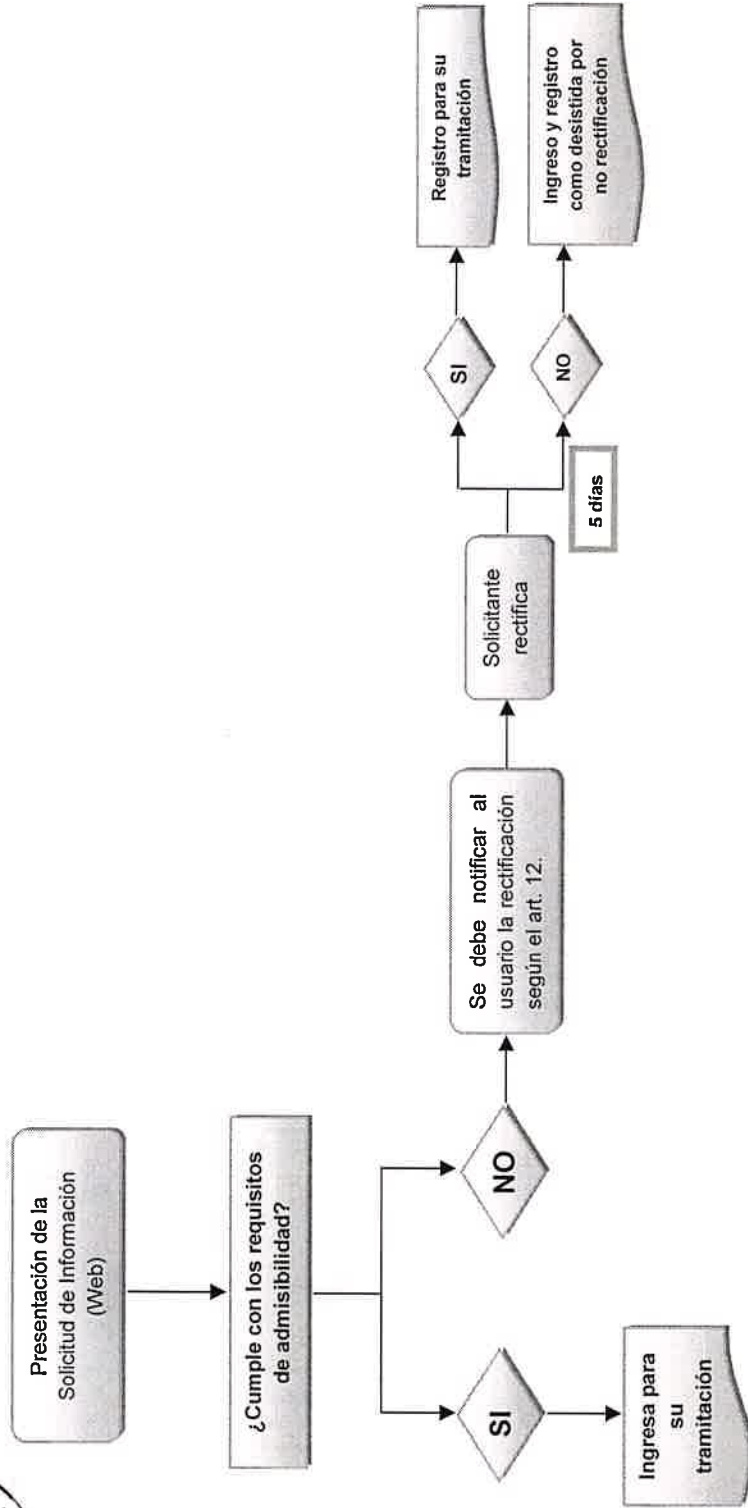 Presentación de la
Solicitud de Información
(Web)
¿Cumple con los requisitos
de admisibilidad?
SI
Ingresa para
su
tramitación
NO
Se debe notificar al
usuario la rectificación
según el art. 12.
Solicitante
rectifica
5 días
SI
Registro para su
tramitación
NO
Ingreso y registro
como desistida por
no rectificación